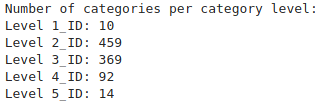 Number of categories per category level:
Level 1_ID: 10
Level 2_ID: 459
Level 3_ID: 369
Level 4_ID: 92
Level 5_ID: 14